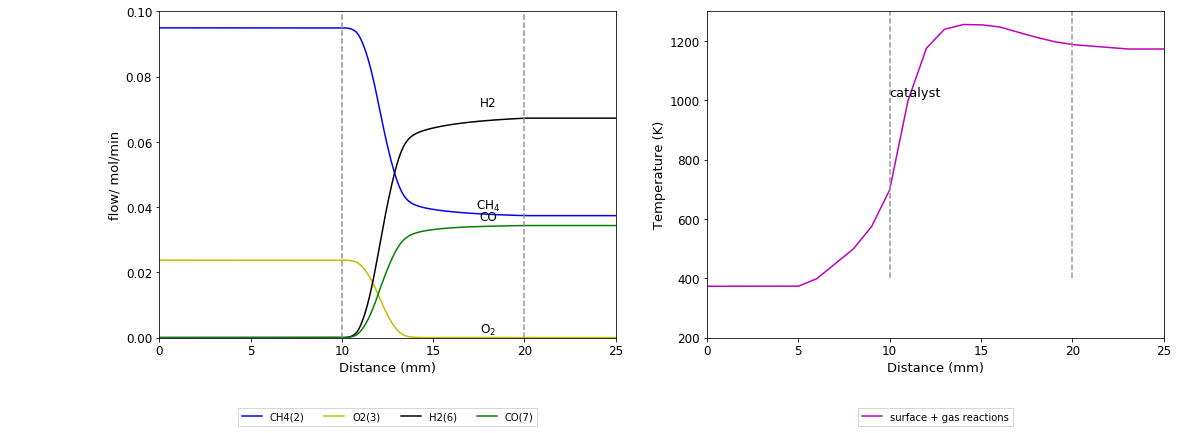 0.10
0.08
0.06
0.04
0.02
0.00
flow/ mol/min
H2
CH₄
CO
O₂
0 5 10 15 20 25
Distance (mm)
CH4(2) O2(3) H2(6) CO(7)
1200
1000
800
600
400
200
Temperature (K)
catalyst
0 5 10 15 20 25
Distance (mm)
surface + gas reactions